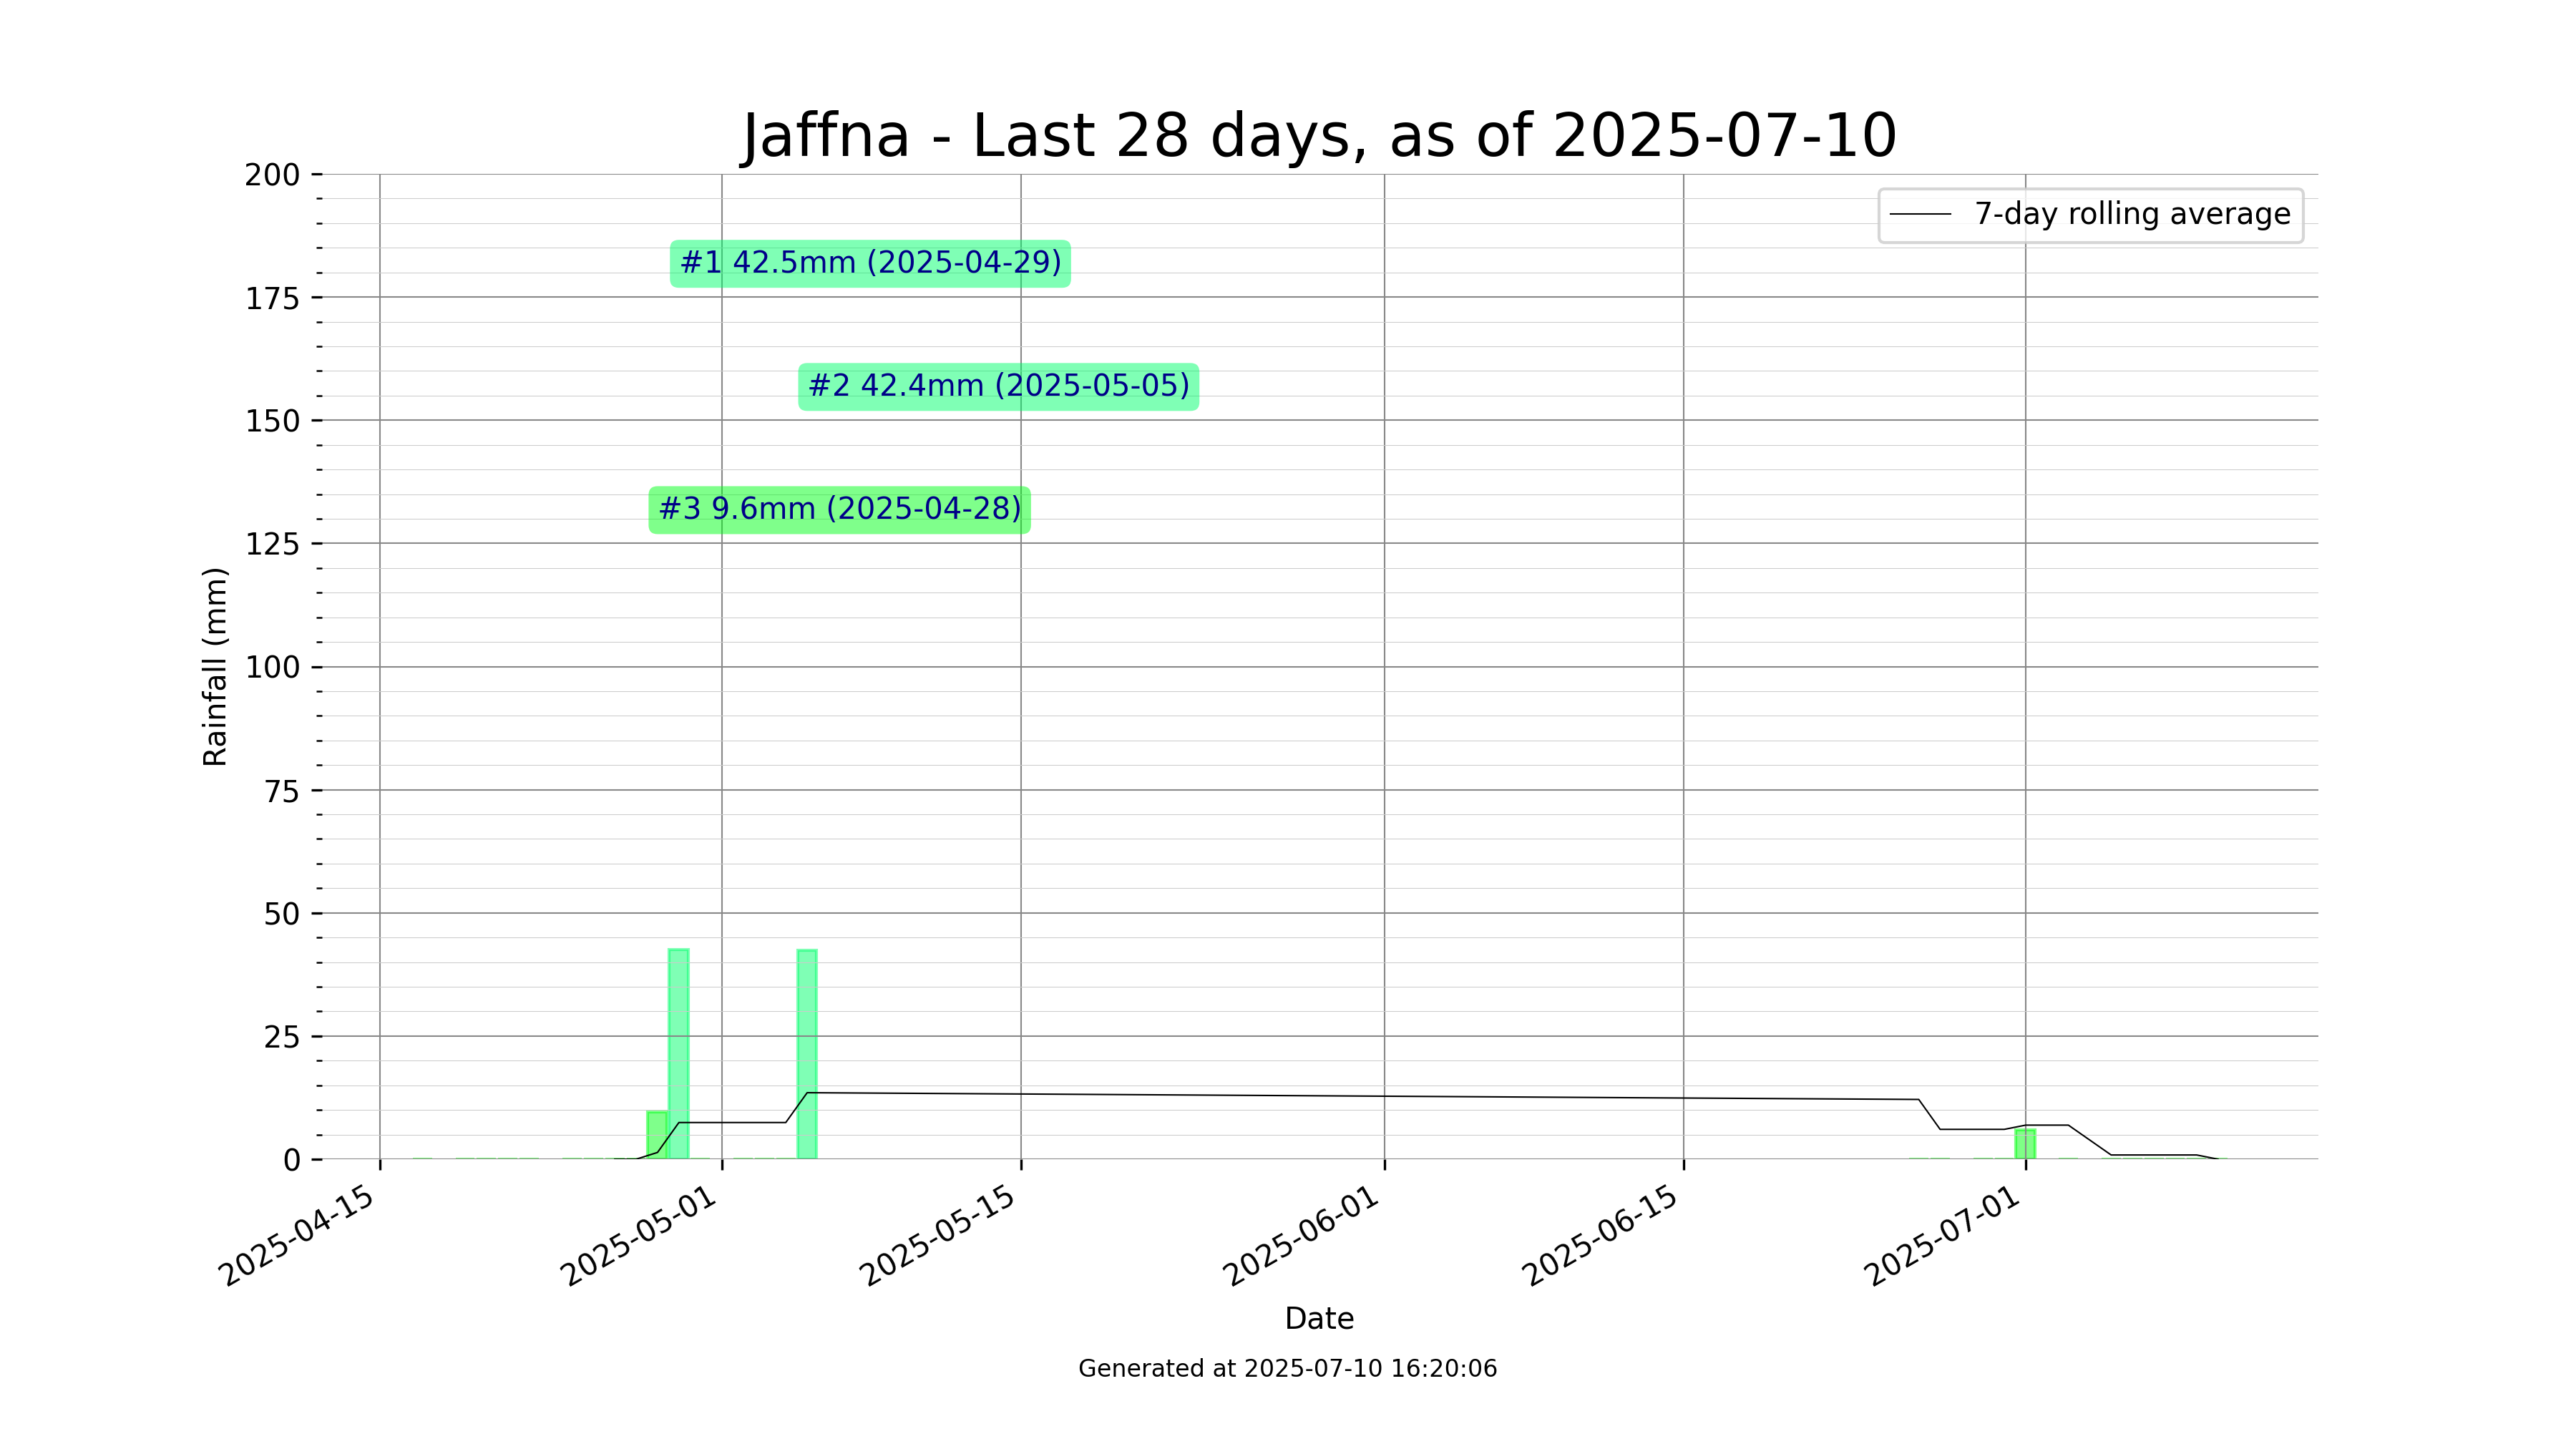 Jaffna - Last 28 days, as of 2025-07-10
7-day rolling average
#1 42.5mm (2025-04-29)
#2 42.4mm (2025-05-05)
#3 9.6mm (2025-04-28)
Rainfall (mm)
200
175
150
125
100
75
50
25
0
2025-04-15
2025-05-01
2025-05-15
2025-06-01
2025-06-15
2025-07-01
Date
Generated at 2025-07-10 16:20:06